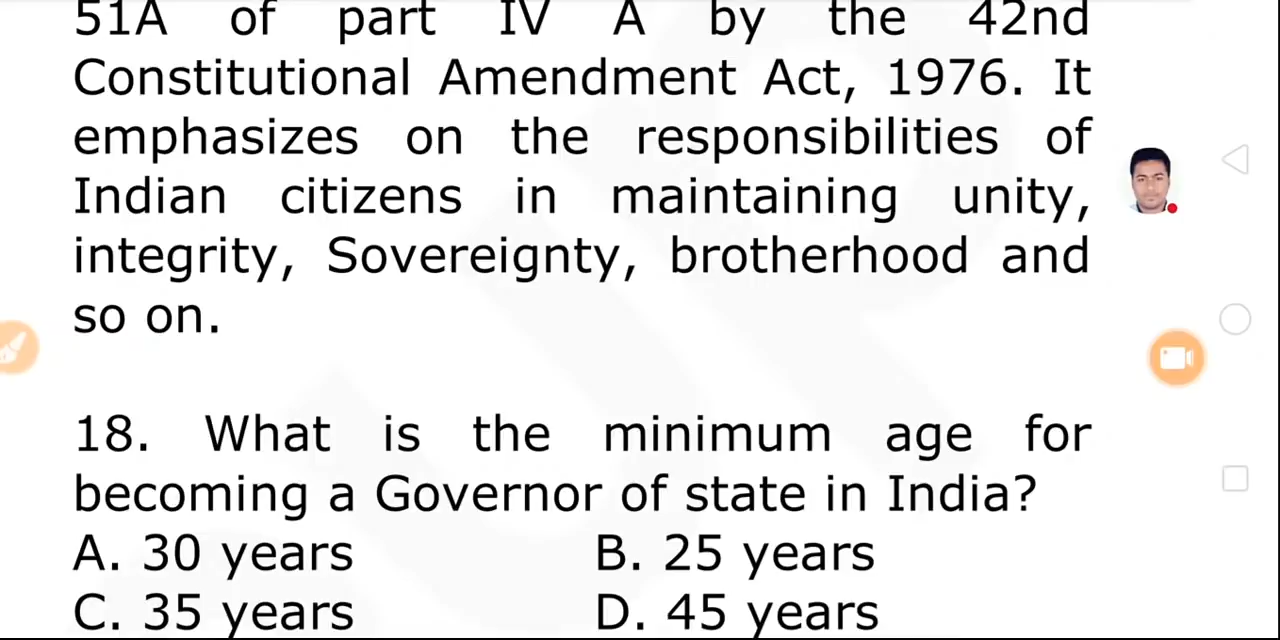 51A of part IV A by the 42nd
Constitutional Amendment Act, 1976. It
emphasizes on the responsibilities of
Indian citizens in maintaining unity,
integrity, Sovereignty, brotherhood and
so on.
18. What is the minimum age for
becoming a Governor of state in India?
A. 30 years B. 25 years
C. 35 years D. 45 years